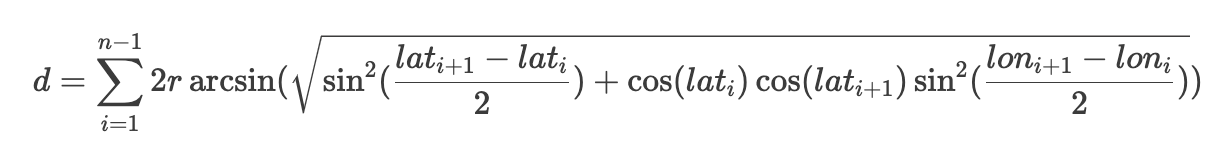 d = \sum_{i=1}^{n-1} 2r \arcsin(\sqrt{\sin^2(\frac{lat_{i+1} - lat_i}{2}) + \cos(lat_i) \cos(lat_{i+1}) \sin^2(\frac{lon_{i+1} - lon_i}{2})})